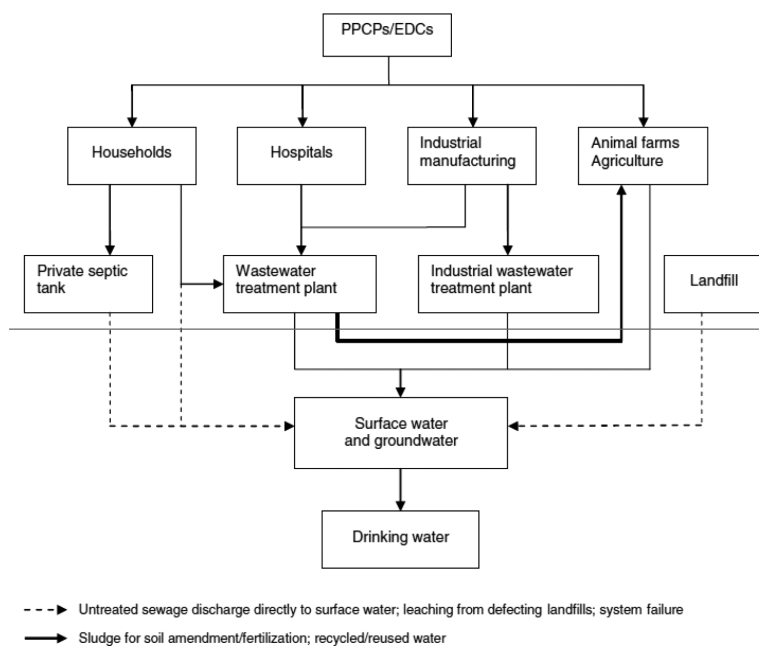 PPCPs/EDCs
Households
Hospitals
Industrial
manufacturing
Animal farms
Agriculture
Private septic
tank
Wastewater
treatment plant
Industrial wastewater
treatment plant
Landfill
Surface water
and groundwater
Drinking water
Untreated sewage discharge directly to surface water; leaching from defecting landfills; system failure
Sludge for soil amendment/fertilization; recycled/reused water